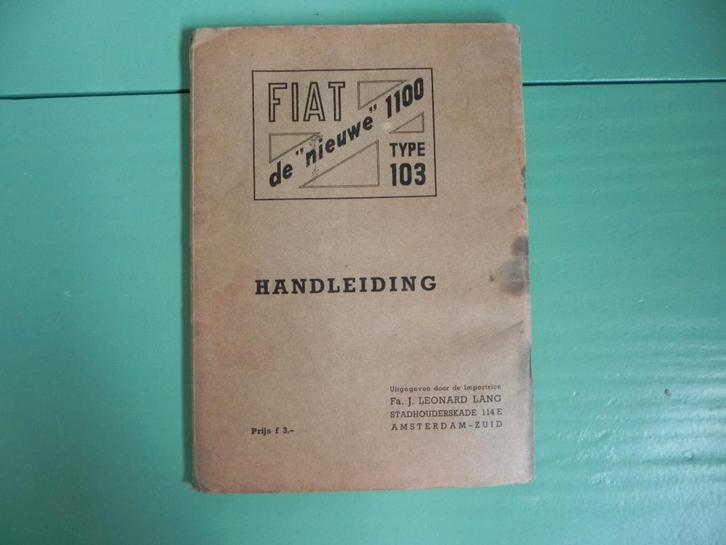 FIAT
de "nieuwe" 1100
TYPE
103
HANDLEIDING
Uitgegeven door de Importrice
Fa. J. LEONARD LANG
STADHOUDERSKADE 114 E
AMSTERDAM-ZUID
Prijs f 3.-